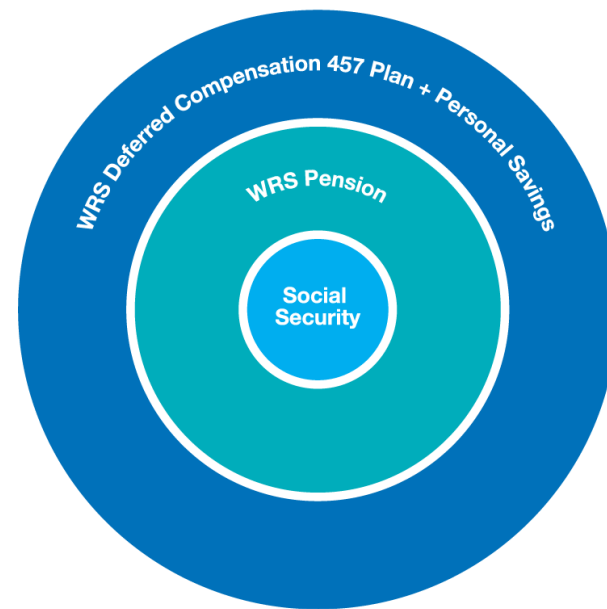 WRS Deferred Compensation 457 Plan + Personal Savings
WRS Pension
Social
Security